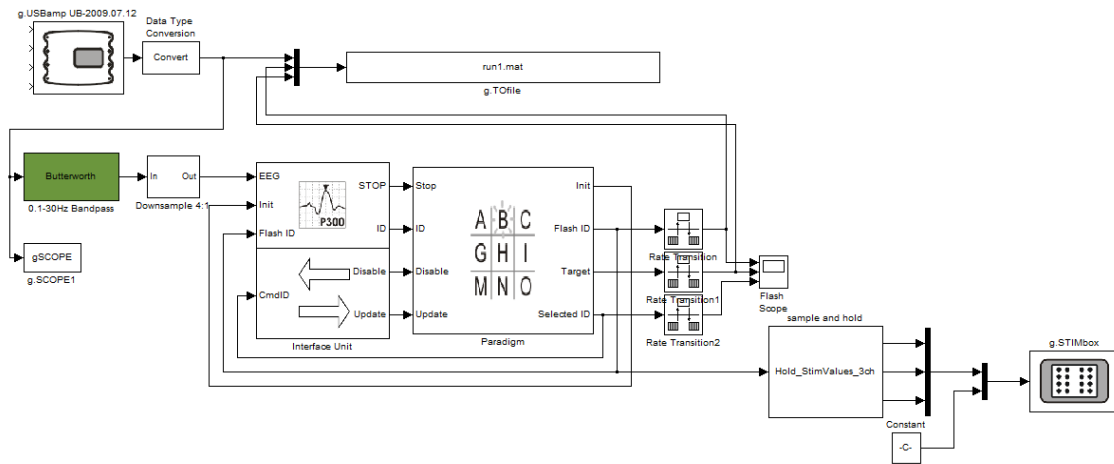 g.USBamp UB-2009.07.12
Data Type
Conversion
Convert
run1.mat
g.TOfile
Butterworth
0.1-30Hz Bandpass
In
Out
Downsample 4:1
gSCOPE
g.SCOPE1
EEG
Init
Flash ID
CmdID
STOP
ID
Disable
Update
P300
Interface Unit
Stop
ID
Disable
Update
A B C
G H I
M N O
Init
Flash ID
Target
Selected ID
Paradigm
Rate Transition
Rate Transition1
Rate Transition2
Flash
Scope
sample and hold
Hold_StimValues_3ch
Constant
-C-
g.STIMbox